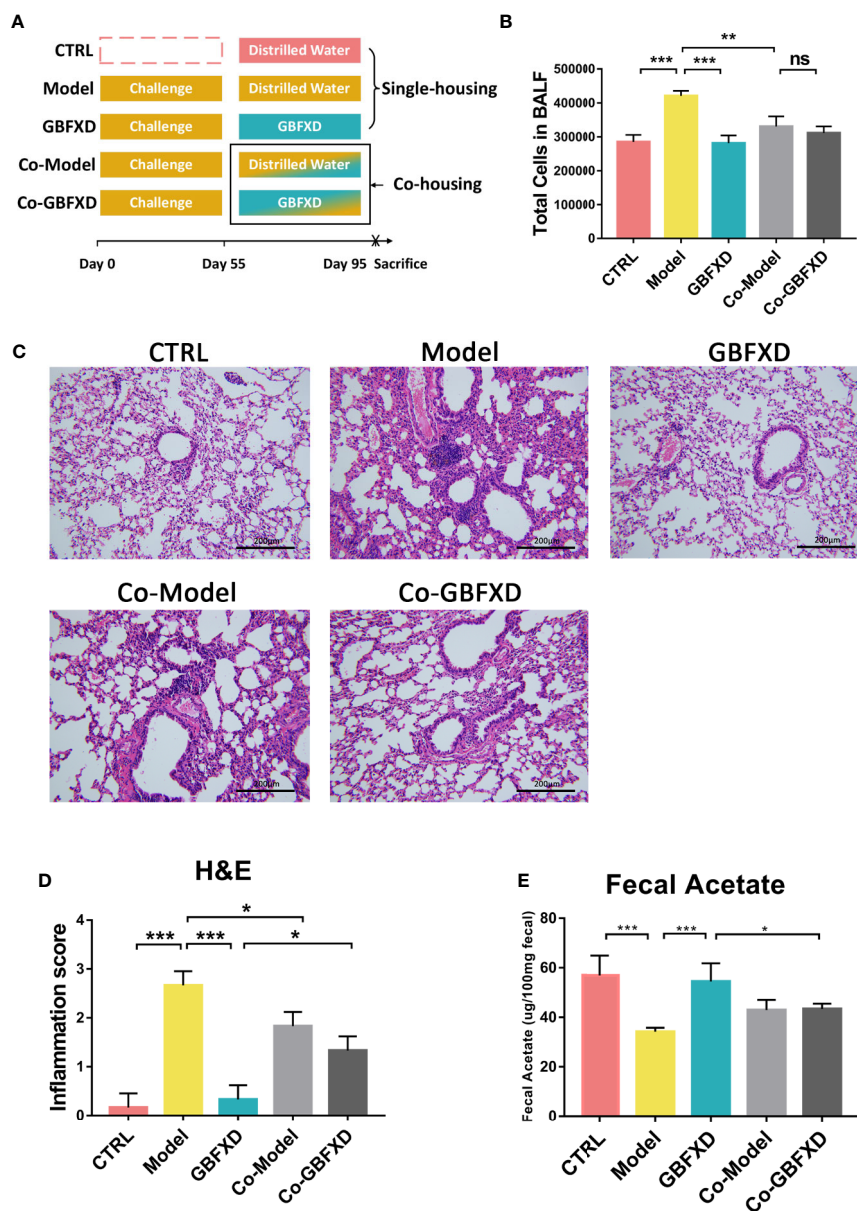 A
CTRL
Distilled Water
Model
Challenge
Distilled Water
Single-housing
GBFXD
Challenge
GBFXD
Co-Model
Challenge
Distilled Water
Co-housing
Co-GBFXD
Challenge
GBFXD
Day 0
Day 55
Day 95
Sacrifice
B
**
***
***
ns
500000
400000
300000
200000
100000
0
Total Cells in BALF
CTRL
Model
GBFXD
Co-Model
Co-GBFXD
C
CTRL
Model
GBFXD
200μm
200μm
200μm
Co-Model
Co-GBFXD
200μm
200μm
D
H&E
*
***
***
*
4
3
2
1
0
Inflammation score
CTRL
Model
GBFXD
Co-Model
Co-GBFXD
E
Fecal Acetate
***
***
*
80
60
40
20
0
Fecal Acetate (ug/100mg fecal)
CTRL
Model
GBFXD
Co-Model
Co-GBFXD